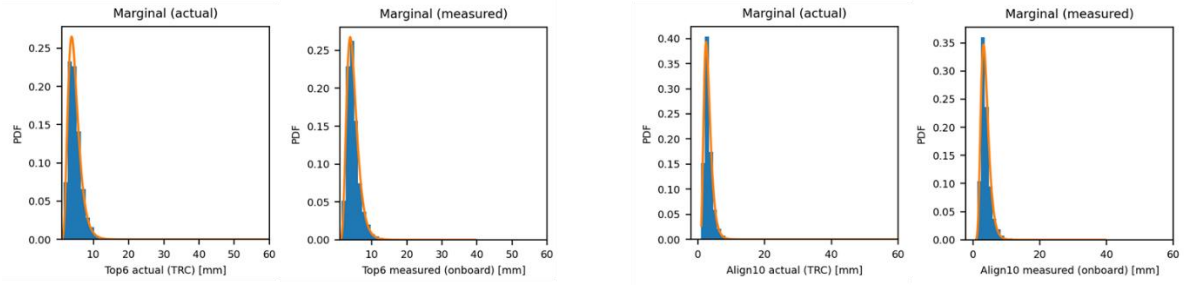 Marginal (actual)
PDF
0.25
0.20
0.15
0.10
0.05
0.00
10 20 30 40 50 60
Top6 actual (TRC) [mm]
Marginal (measured)
PDF
0.25
0.20
0.15
0.10
0.05
0.00
10 20 30 40 50 60
Top6 measured (onboard) [mm]
Marginal (actual)
PDF
0.40
0.35
0.30
0.25
0.20
0.15
0.10
0.05
0.00
0 20 40 60
Align10 actual (TRC) [mm]
Marginal (measured)
PDF
0.35
0.30
0.25
0.20
0.15
0.10
0.05
0.00
0 20 40 60
Align10 measured (onboard) [mm]